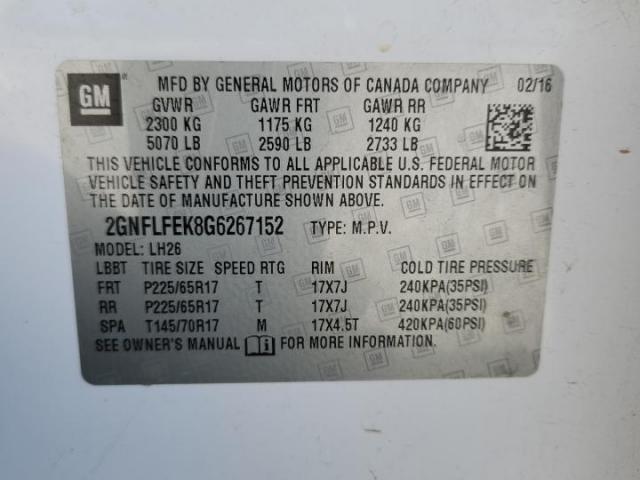 GM
MFD BY GENERAL MOTORS OF CANADA COMPANY 02/16
GVWR GAWR FRT GAWR RR
2300 KG 1175 KG 1240 KG
5070 LB 2590 LB 2733 LB
THIS VEHICLE CONFORMS TO ALL APPLICABLE U.S. FEDERAL MOTOR
VEHICLE SAFETY AND THEFT PREVENTION STANDARDS IN EFFECT ON
THE DATE OF MANUFACTURE SHOWN ABOVE.
2GNFLFEK8G6267152 TYPE: M.P.V.
MODEL: LH26
LBBT TIRE SIZE SPEED RTG RIM COLD TIRE PRESSURE
FRT P225/65R17 T 17X7J 240KPA(35PSI)
RR P225/65R17 T 17X7J 240KPA(35PSI)
SPA T145/70R17 M 17X4.5T 420KPA(60PSI)
SEE OWNER'S MANUAL FOR MORE INFORMATION.